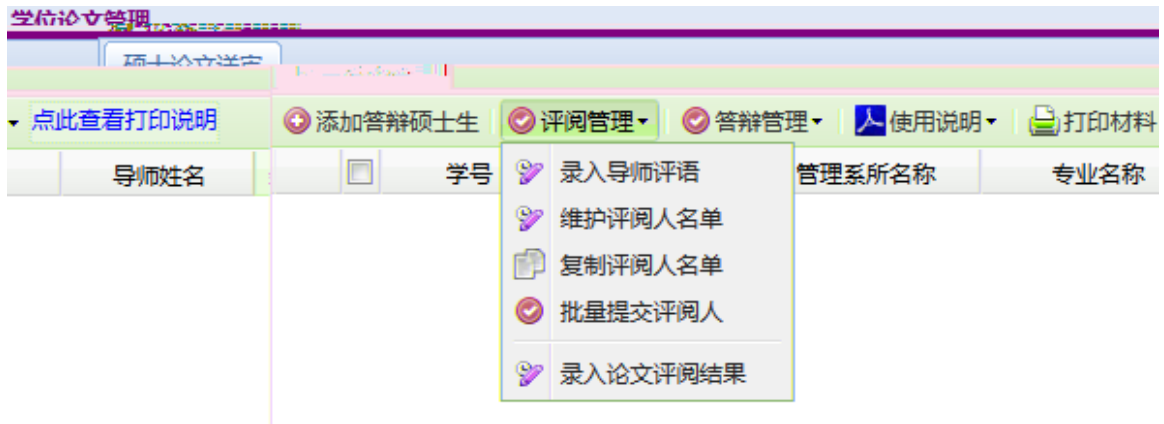 学位论文管理
硕士论文送审
点此查看打印说明 添加答辩硕士生 评阅管理 答辩管理 使用说明 打印材料
导师姓名 学号 管理系所名称 专业名称
录入导师评语
维护评阅人名单
复制评阅人名单
批量提交评阅人
录入论文评阅结果